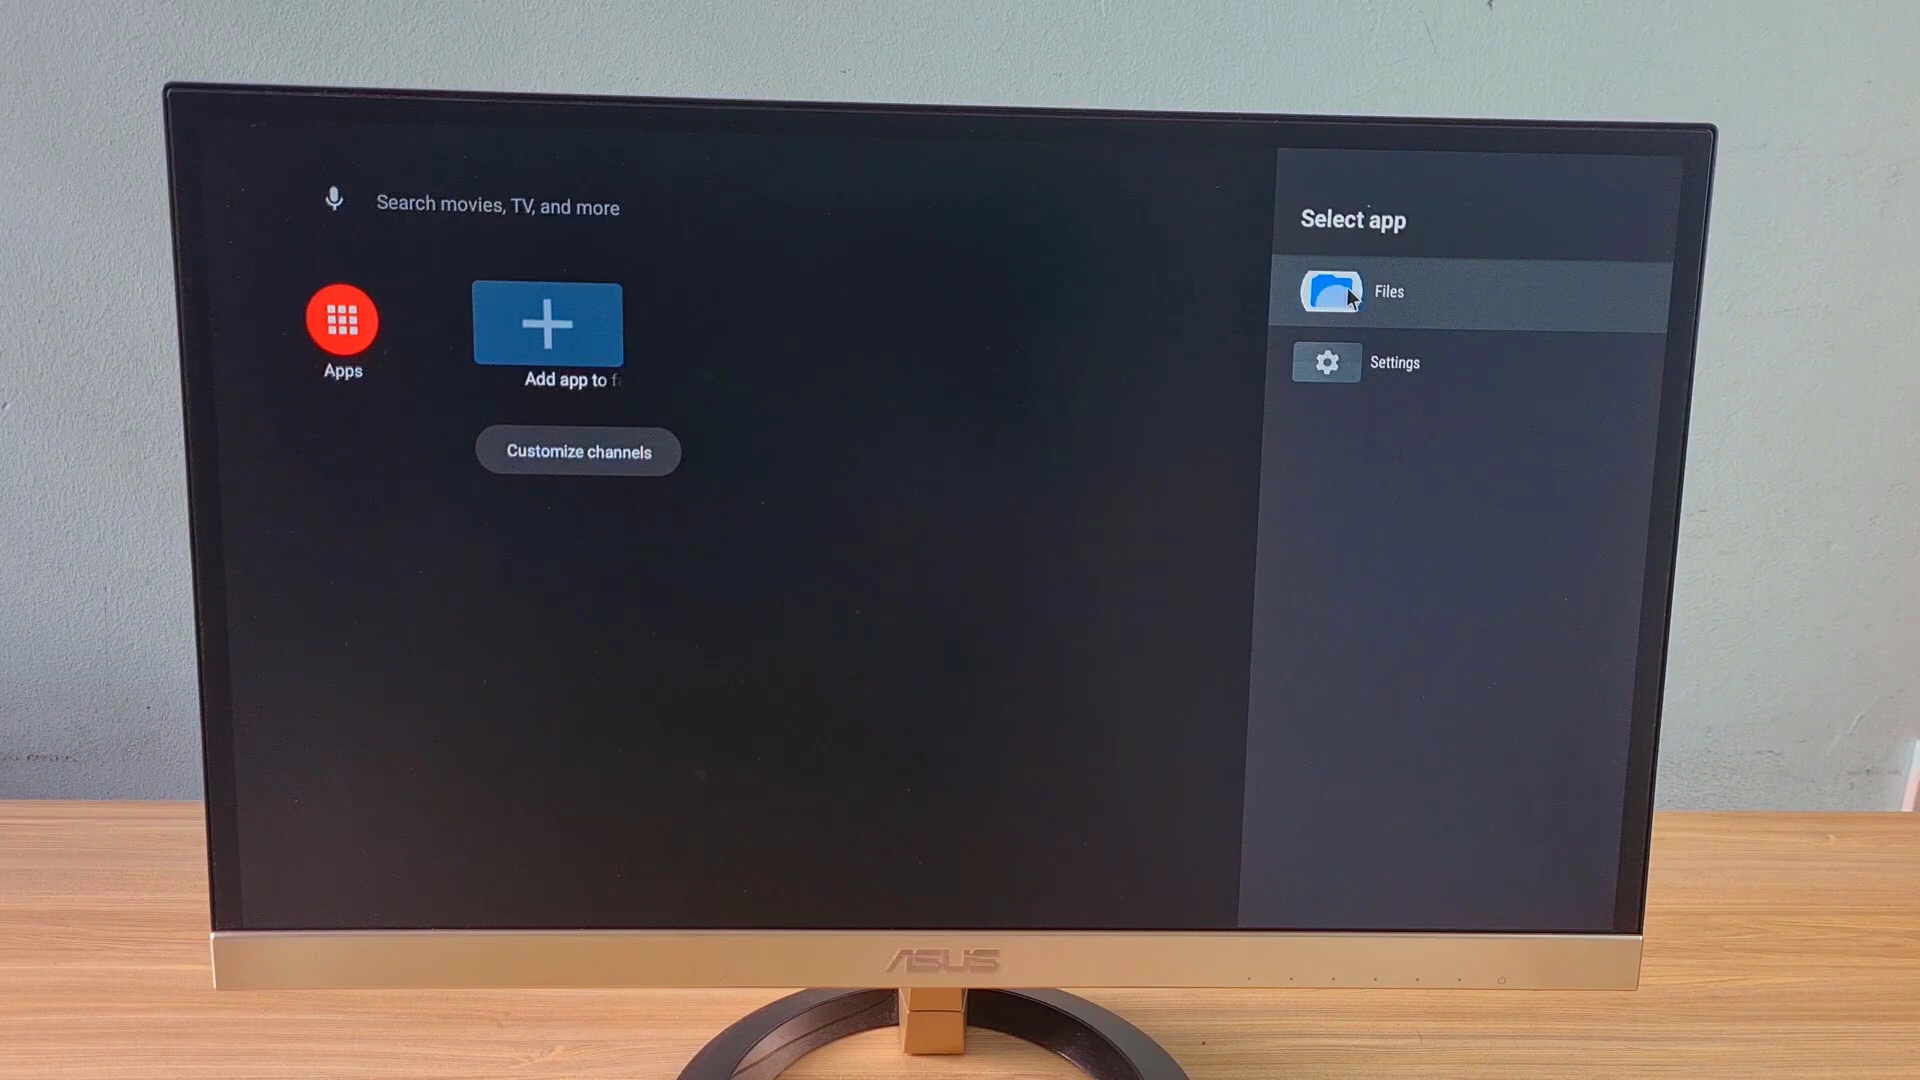 Search movies, TV, and more
Apps
Add app to f
Customize channels
Select app
Files
Settings
ASUS